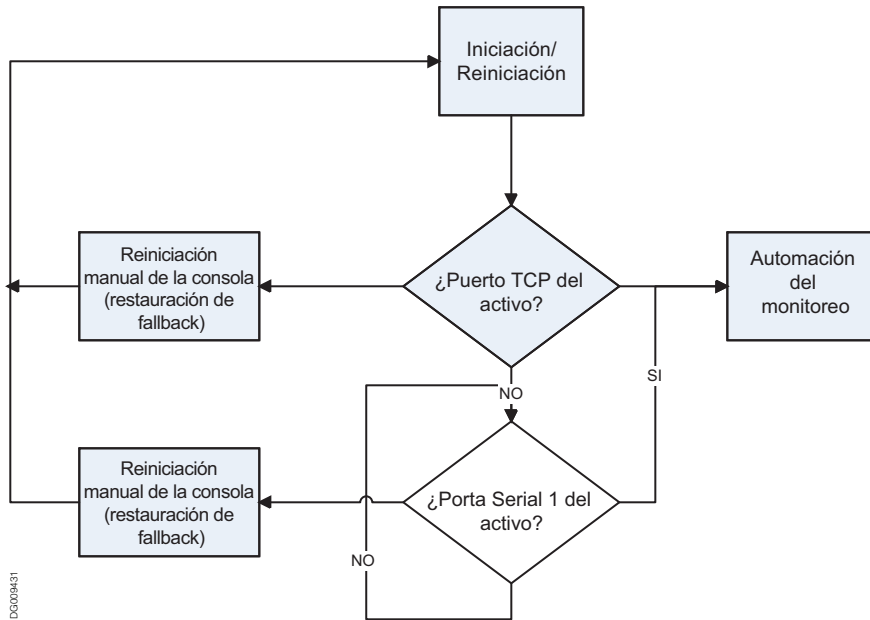 Iniciación/
Reiniciación
Reiniciación
manual de la consola
(restauración de
fallback)
¿Puerto TCP del
activo?
Automación
del
monitoreo
NO
SI
Reiniciación
manual de la consola
(restauración de
fallback)
¿Porta Serial 1 del
activo?
NO
DG009431